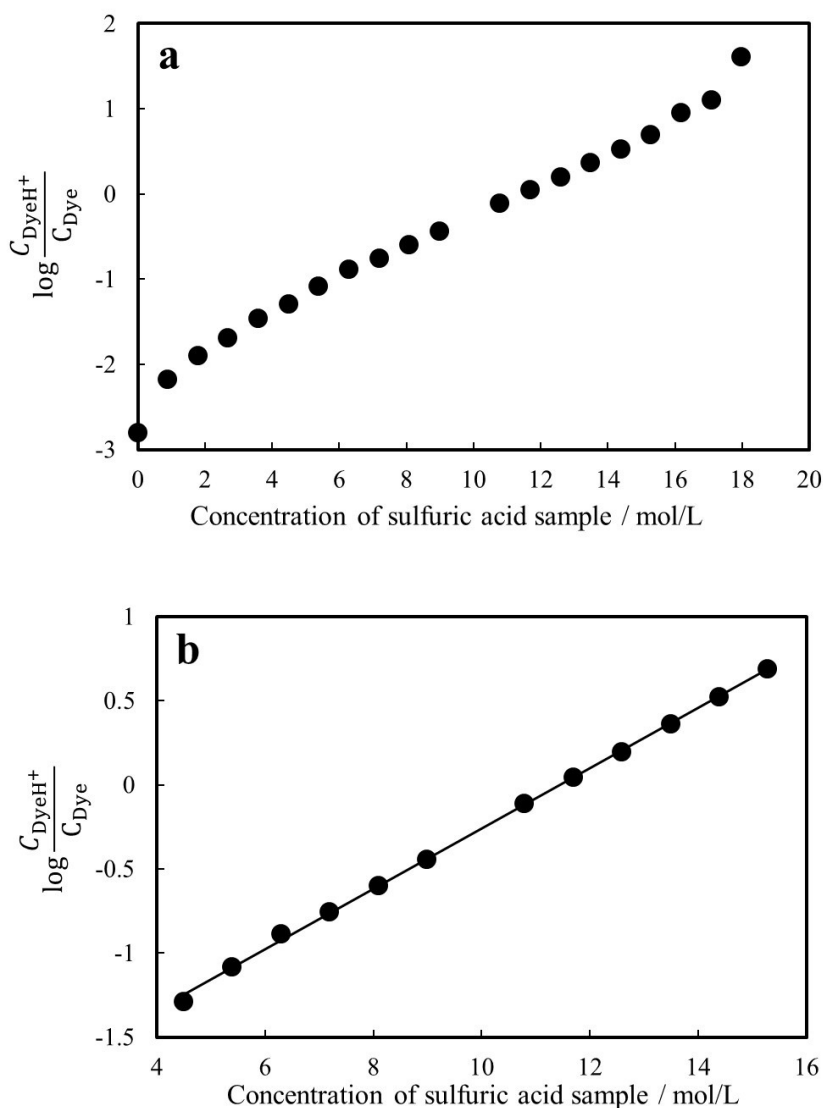 a
2
1
0
-1
-2
-3
log C_DyeH⁺ / C_Dye
0 2 4 6 8 10 12 14 16 18 20
Concentration of sulfuric acid sample / mol/L
b
1
0.5
0
-0.5
-1
-1.5
log C_DyeH⁺ / C_Dye
4 6 8 10 12 14 16
Concentration of sulfuric acid sample / mol/L